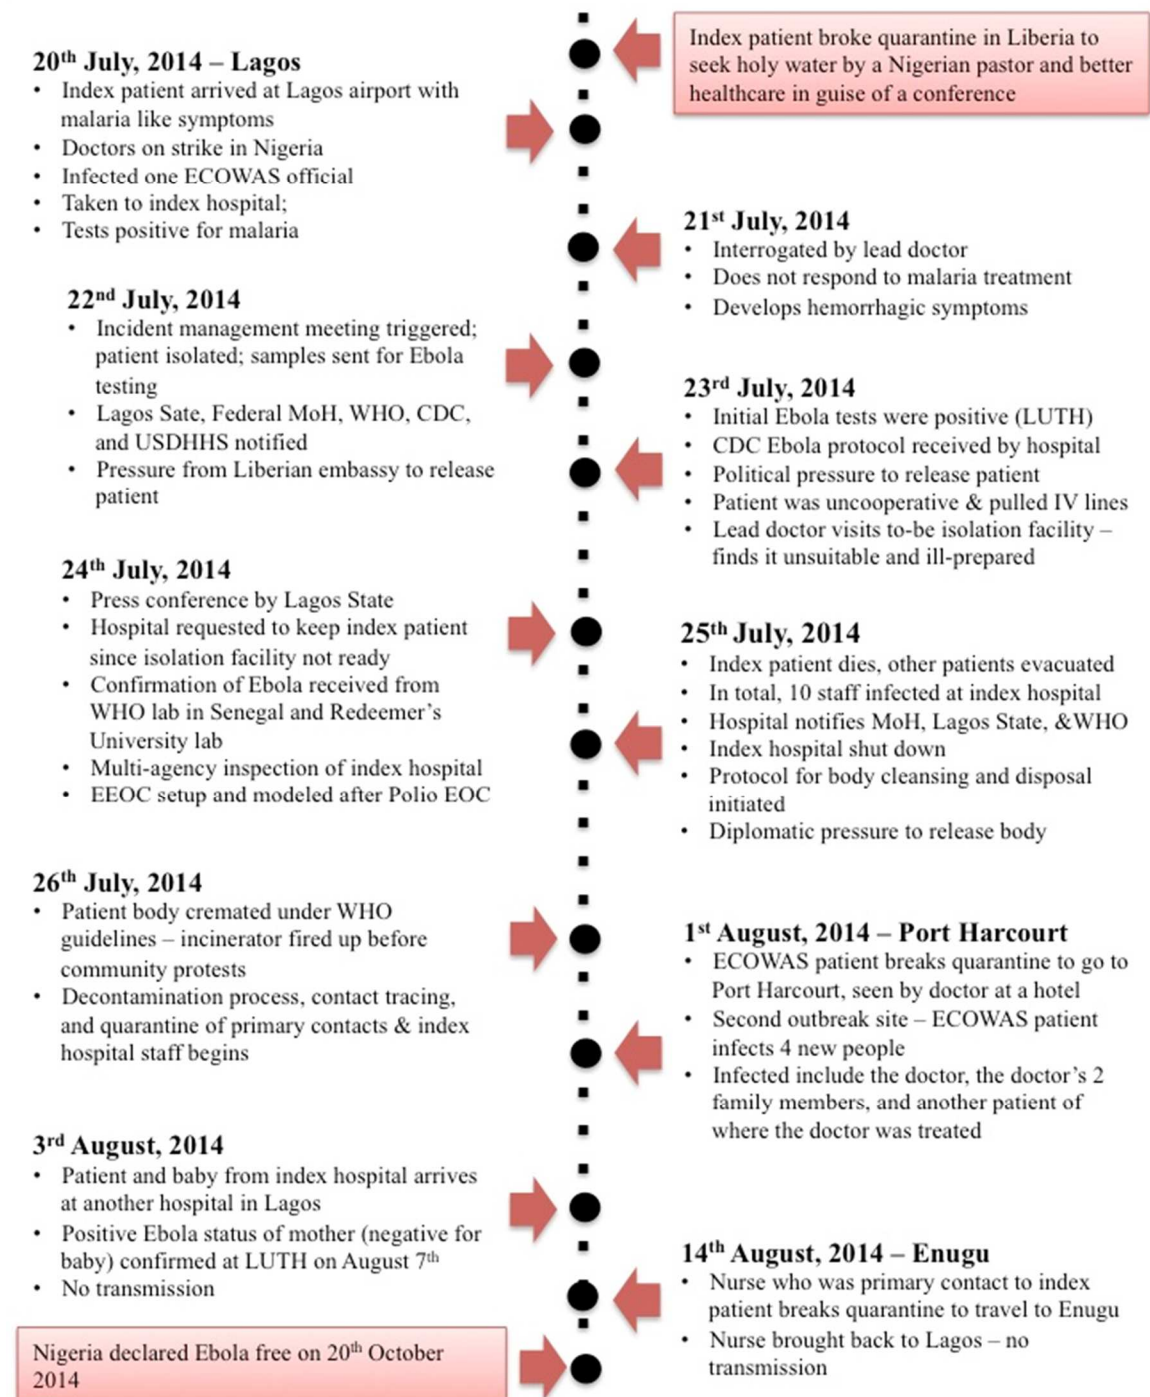 Index patient broke quarantine in Liberia to
seek holy water by a Nigerian pastor and better
healthcare in guise of a conference
20th July, 2014 – Lagos
• Index patient arrived at Lagos airport with
malaria like symptoms
• Doctors on strike in Nigeria
• Infected one ECOWAS official
• Taken to index hospital;
• Tests positive for malaria
21st July, 2014
• Interrogated by lead doctor
• Does not respond to malaria treatment
• Develops hemorrhagic symptoms
22nd July, 2014
• Incident management meeting triggered;
patient isolated; samples sent for Ebola
testing
• Lagos Sate, Federal MoH, WHO, CDC,
and USDHHS notified
• Pressure from Liberian embassy to release
patient
23rd July, 2014
• Initial Ebola tests were positive (LUTH)
• CDC Ebola protocol received by hospital
• Political pressure to release patient
• Patient was uncooperative & pulled IV lines
• Lead doctor visits to-be isolation facility –
finds it unsuitable and ill-prepared
24th July, 2014
• Press conference by Lagos State
• Hospital requested to keep index patient
since isolation facility not ready
• Confirmation of Ebola received from
WHO lab in Senegal and Redeemer's
University lab
• Multi-agency inspection of index hospital
• EEOC setup and modeled after Polio EOC
25th July, 2014
• Index patient dies, other patients evacuated
• In total, 10 staff infected at index hospital
• Hospital notifies MoH, Lagos State, &WHO
• Index hospital shut down
• Protocol for body cleansing and disposal
initiated
• Diplomatic pressure to release body
26th July, 2014
• Patient body cremated under WHO
guidelines – incinerator fired up before
community protests
• Decontamination process, contact tracing,
and quarantine of primary contacts & index
hospital staff begins
1st August, 2014 – Port Harcourt
• ECOWAS patient breaks quarantine to go to
Port Harcourt, seen by doctor at a hotel
• Second outbreak site – ECOWAS patient
infects 4 new people
• Infected include the doctor, the doctor's 2
family members, and another patient of
where the doctor was treated
3rd August, 2014
• Patient and baby from index hospital arrives
at another hospital in Lagos
• Positive Ebola status of mother (negative for
baby) confirmed at LUTH on August 7th
• No transmission
14th August, 2014 – Enugu
• Nurse who was primary contact to index
patient breaks quarantine to travel to Enugu
• Nurse brought back to Lagos – no
transmission
Nigeria declared Ebola free on 20th October
2014